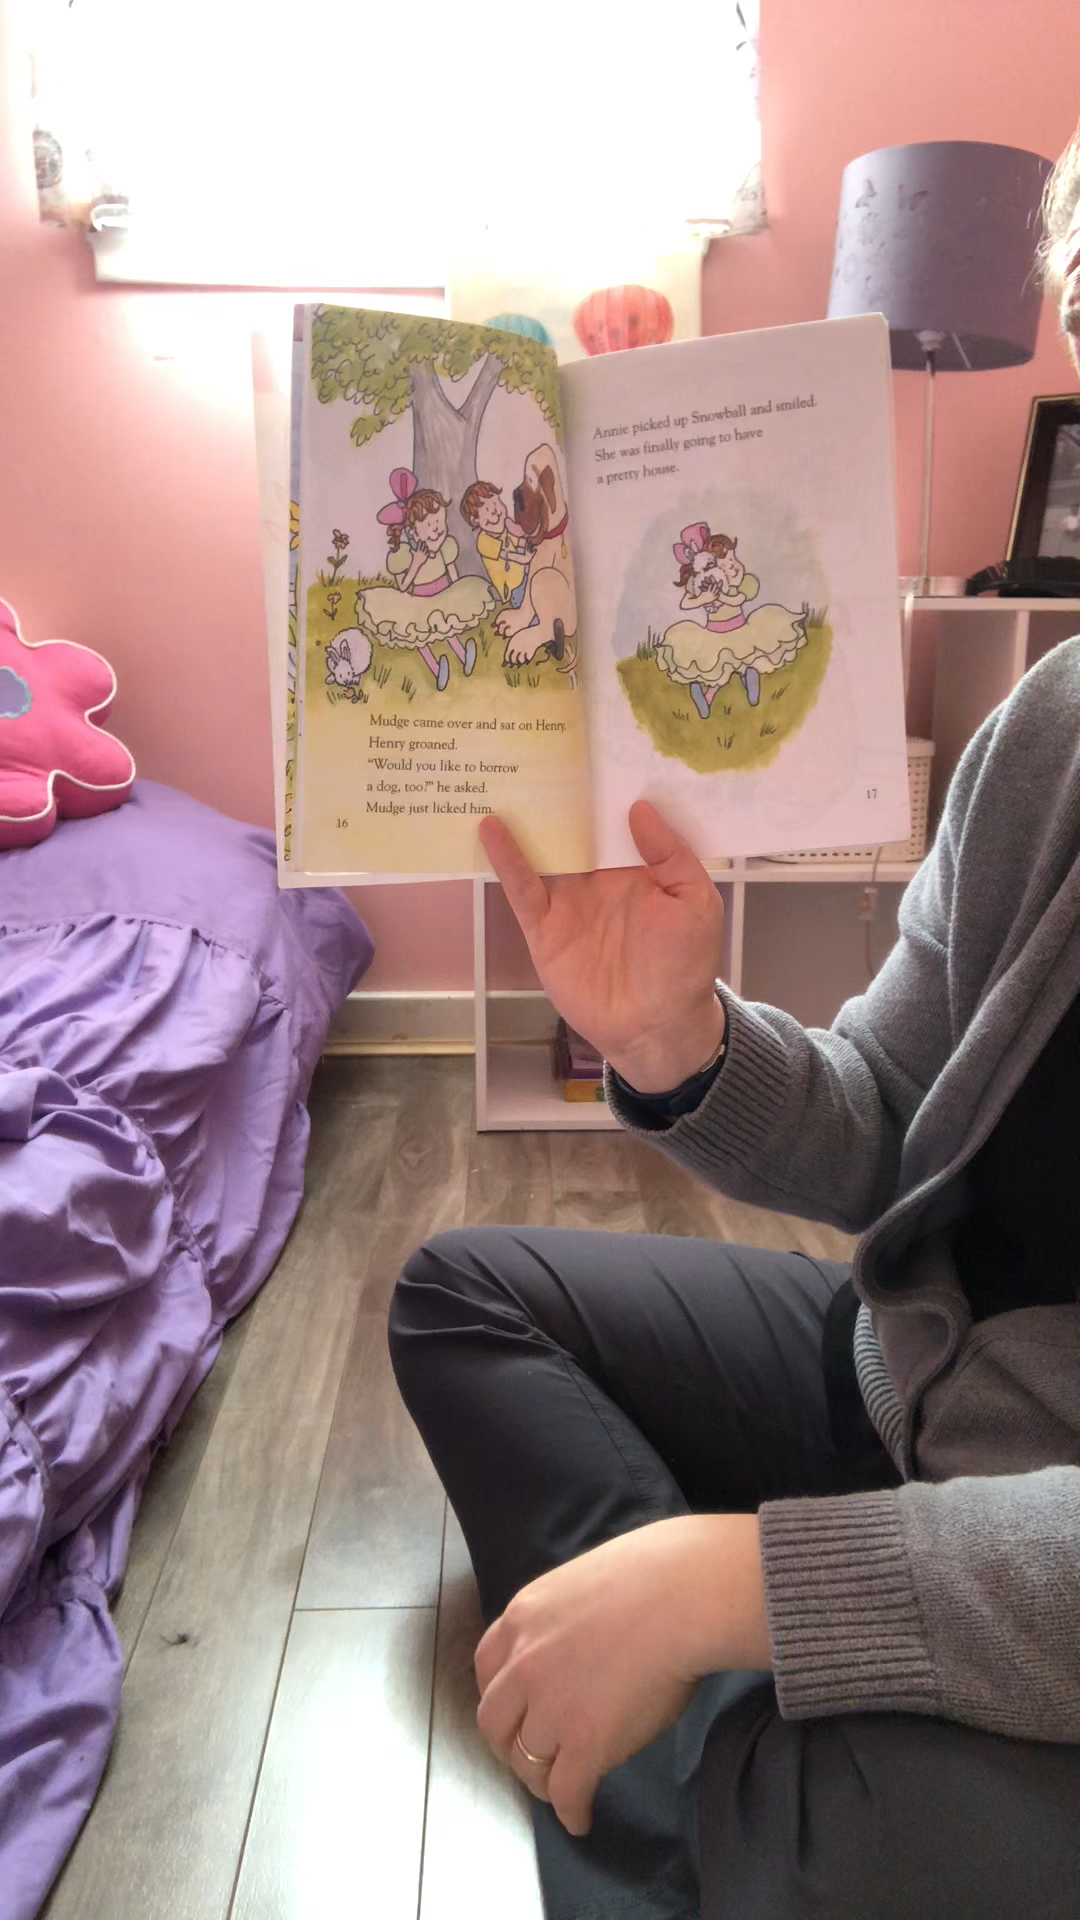 Mudge came over and sat on Henry.
Henry groaned.
“Would you like to borrow
a dog, too?” he asked.
Mudge just licked him.
16
Annie picked up Snowball and smiled.
She was finally going to have
a pretty house.
17